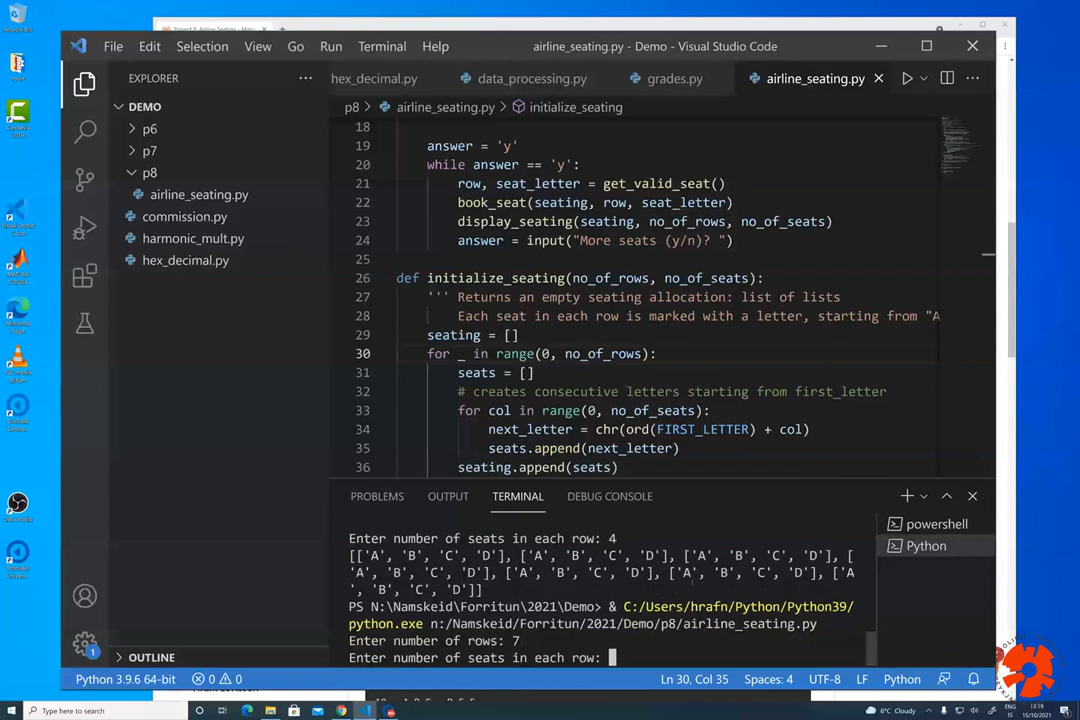 File Edit Selection View Go Run Terminal Help airline_seating.py - Demo - Visual Studio Code
EXPLORER
hex_decimal.py data_processing.py grades.py airline_seating.py
DEMO
p8 > airline_seating.py > initialize_seating
p6
p7
p8
airline_seating.py
commission.py
harmonic_mult.py
hex_decimal.py
18
19 answer = 'y'
20 while answer == 'y':
21 row, seat_letter = get_valid_seat()
22 book_seat(seating, row, seat_letter)
23 display_seating(seating, no_of_rows, no_of_seats)
24 answer = input("More seats (y/n)? ")
25
26 def initialize_seating(no_of_rows, no_of_seats):
27 ''' Returns an empty seating allocation: list of lists
28 Each seat in each row is marked with a letter, starting from "A
29 seating = []
30 for _ in range(0, no_of_rows):
31 seats = []
32 # creates consecutive letters starting from first_letter
33 for col in range(0, no_of_seats):
34 next_letter = chr(ord(FIRST_LETTER) + col)
35 seats.append(next_letter)
36 seating.append(seats)
PROBLEMS OUTPUT TERMINAL DEBUG CONSOLE
powershell
Python
Enter number of seats in each row: 4
[['A', 'B', 'C', 'D'], ['A', 'B', 'C', 'D'], ['A', 'B', 'C', 'D'], [
'A', 'B', 'C', 'D'], ['A', 'B', 'C', 'D'], ['A', 'B', 'C', 'D'], ['A
', 'B', 'C', 'D']]
PS N:\Namskeid/Forritun\2021\Demo> & C:/Users/hrafn/Python/Python39/
python.exe n:/Namskeid/Forritun/2021/Demo/p8/airline_seating.py
Enter number of rows: 7
Enter number of seats in each row:
OUTLINE
1
Python 3.9.6 64-bit 0 0 Ln 30, Col 35 Spaces: 4 UTF-8 LF Python
Type here to search
6°C Cloudy
ENG
IS
13:19
15/10/2021